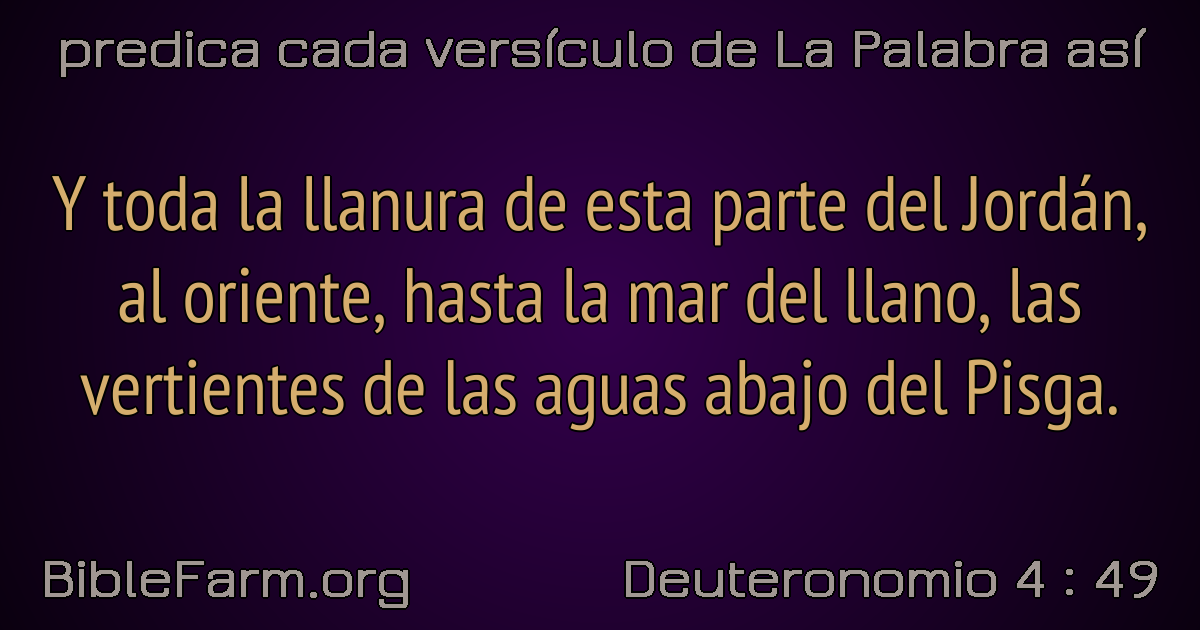 predica cada versículo de La Palabra así
Y toda la llanura de esta parte del Jordán,
al oriente, hasta la mar del llano, las
vertientes de las aguas abajo del Pisga.
BibleFarm.org
Deuteronomio 4 : 49